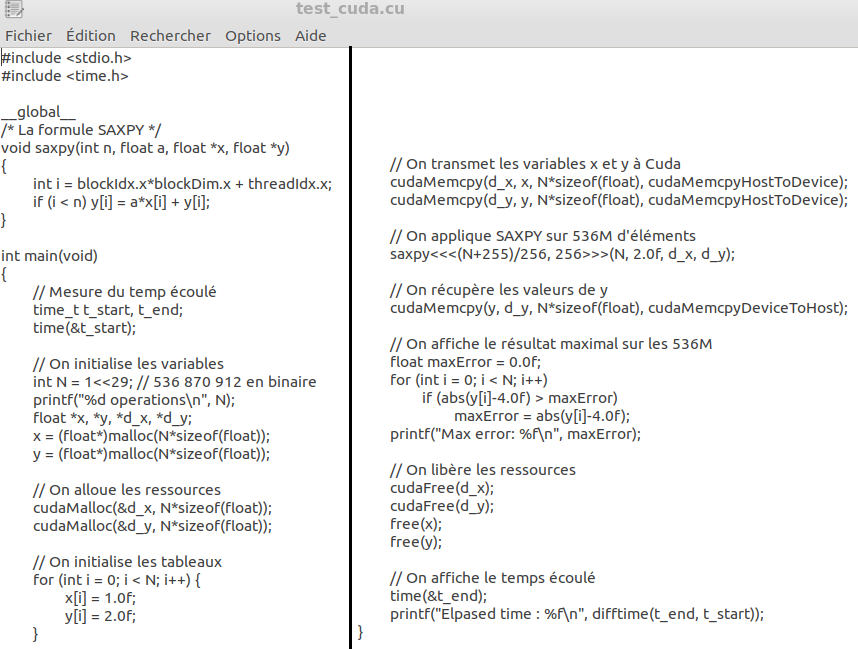 test_cuda.cu
Fichier Édition Rechercher Options Aide
#include <stdio.h>
#include <time.h>

__global__
/* La formule SAXPY */
void saxpy(int n, float a, float *x, float *y)
{
        int i = blockIdx.x*blockDim.x + threadIdx.x;
        if (i < n) y[i] = a*x[i] + y[i];
}

int main(void)
{
        // Mesure du temp écoulé
        time_t t_start, t_end;
        time(&t_start);

        // On initialise les variables
        int N = 1<<29; // 536 870 912 en binaire
        printf("%d operations\n", N);
        float *x, *y, *d_x, *d_y;
        x = (float*)malloc(N*sizeof(float));
        y = (float*)malloc(N*sizeof(float));

        // On alloue les ressources
        cudaMalloc(&d_x, N*sizeof(float));
        cudaMalloc(&d_y, N*sizeof(float));

        // On initialise les tableaux
        for (int i = 0; i < N; i++) {
                x[i] = 1.0f;
                y[i] = 2.0f;
        }

        // On transmet les variables x et y à Cuda
        cudaMemcpy(d_x, x, N*sizeof(float), cudaMemcpyHostToDevice);
        cudaMemcpy(d_y, y, N*sizeof(float), cudaMemcpyHostToDevice);

        // On applique SAXPY sur 536M d'éléments
        saxpy<<<(N+255)/256, 256>>>(N, 2.0f, d_x, d_y);

        // On récupère les valeurs de y
        cudaMemcpy(y, d_y, N*sizeof(float), cudaMemcpyDeviceToHost);

        // On affiche le résultat maximal sur les 536M
        float maxError = 0.0f;
        for (int i = 0; i < N; i++)
                if (abs(y[i]-4.0f) > maxError)
                        maxError = abs(y[i]-4.0f);
        printf("Max error: %f\n", maxError);

        // On libère les ressources
        cudaFree(d_x);
        cudaFree(d_y);
        free(x);
        free(y);

        // On affiche le temps écoulé
        time(&t_end);
        printf("Elpased time : %f\n", difftime(t_end, t_start));
}